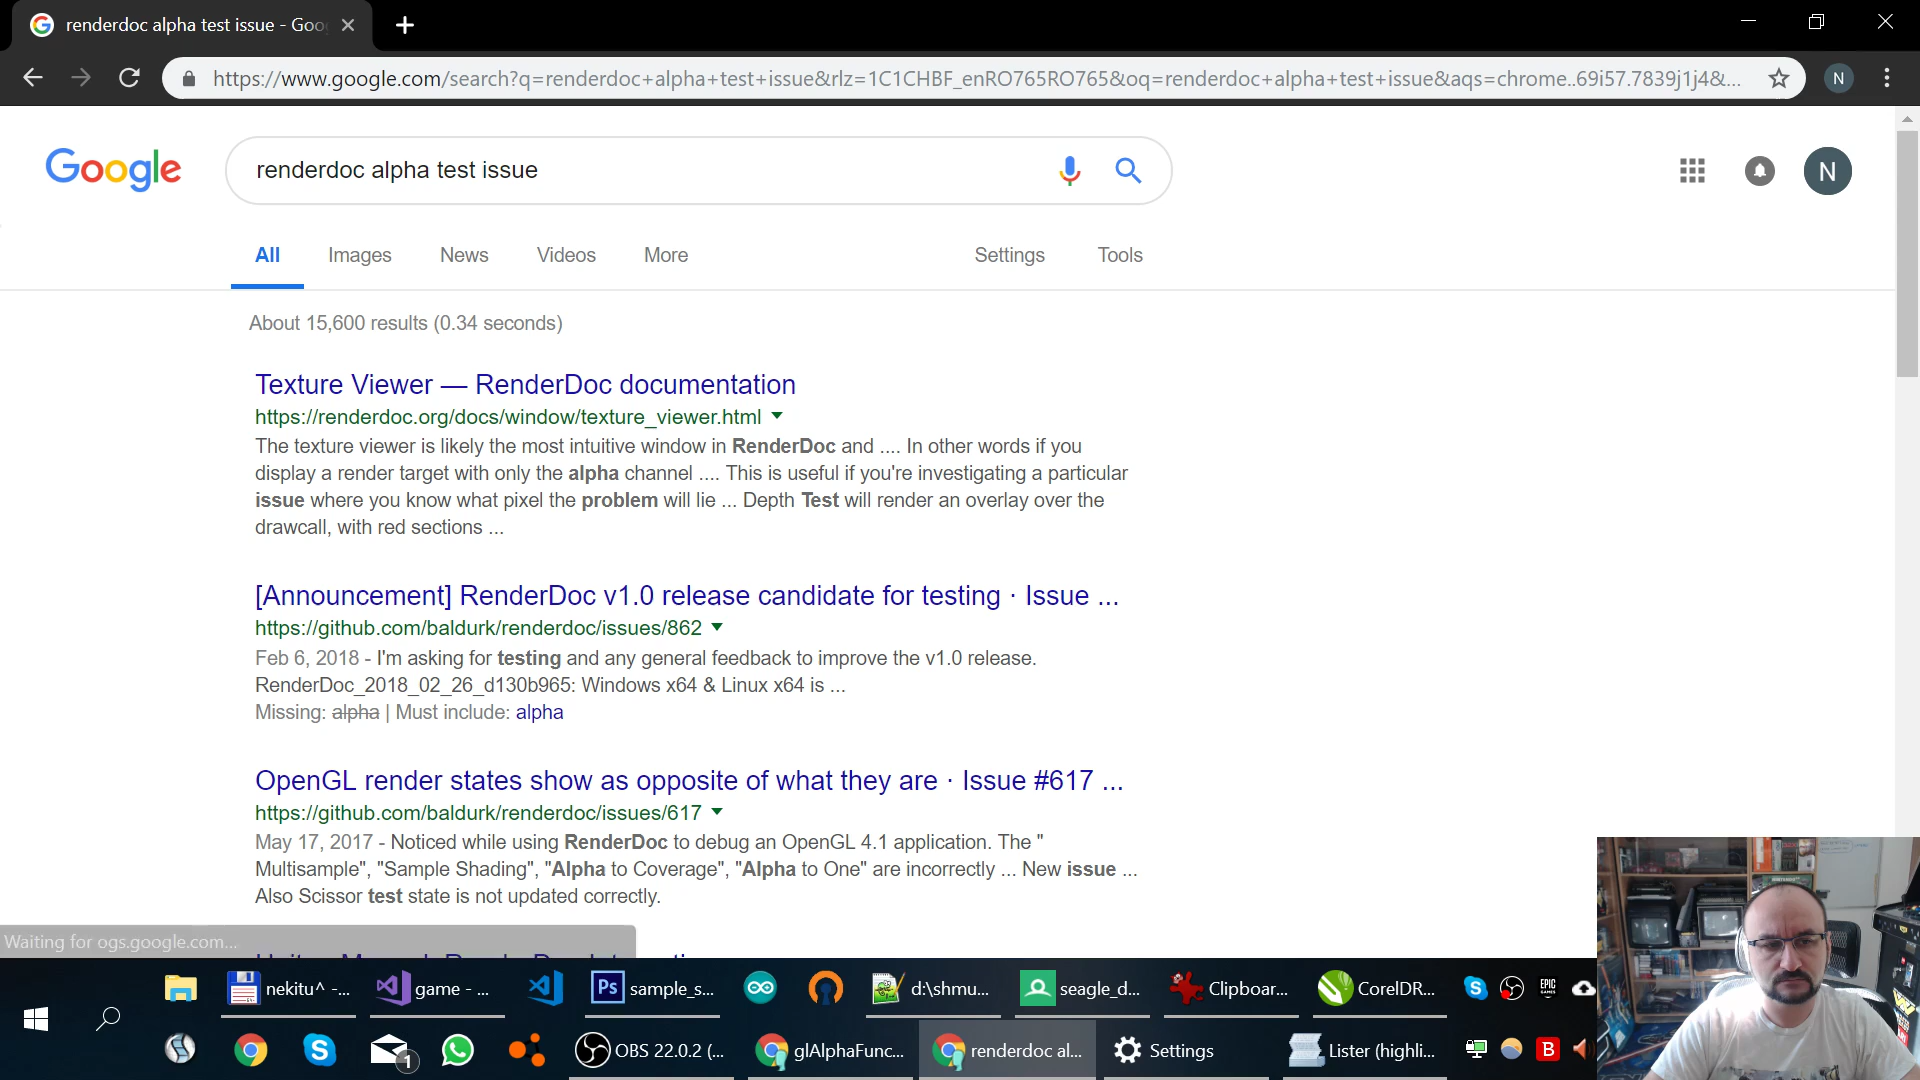 renderdoc alpha test issue - Goo
https://www.google.com/search?q=renderdoc+alpha+test+issue&rlz=1C1CHBF_enRO765RO765&oq=renderdoc+alpha+test+issue&aqs=chrome..69i57.7839j1j4&...
N
Google
renderdoc alpha test issue
N
All Images News Videos More Settings Tools
About 15,600 results (0.34 seconds)
Texture Viewer — RenderDoc documentation
https://renderdoc.org/docs/window/texture_viewer.html
The texture viewer is likely the most intuitive window in RenderDoc and .... In other words if you
display a render target with only the alpha channel .... This is useful if you're investigating a particular
issue where you know what pixel the problem will lie ... Depth Test will render an overlay over the
drawcall, with red sections ...
[Announcement] RenderDoc v1.0 release candidate for testing · Issue ...
https://github.com/baldurk/renderdoc/issues/862
Feb 6, 2018 - I'm asking for testing and any general feedback to improve the v1.0 release.
RenderDoc_2018_02_26_d130b965: Windows x64 & Linux x64 is ...
Missing: alpha | Must include: alpha
OpenGL render states show as opposite of what they are · Issue #617 ...
https://github.com/baldurk/renderdoc/issues/617
May 17, 2017 - Noticed while using RenderDoc to debug an OpenGL 4.1 application. The "
Multisample", "Sample Shading", "Alpha to Coverage", "Alpha to One" are incorrectly ... New issue ...
Also Scissor test state is not updated correctly.
Waiting for ogs.google.com...
nekitu^ -... game - ... Ps sample_s... d:\shmu... seagle_d... Clipboar... CorelDR... EPIC GAMES
1 OBS 22.0.2 (... glAlphaFunc... renderdoc al... Settings Lister (highli... B